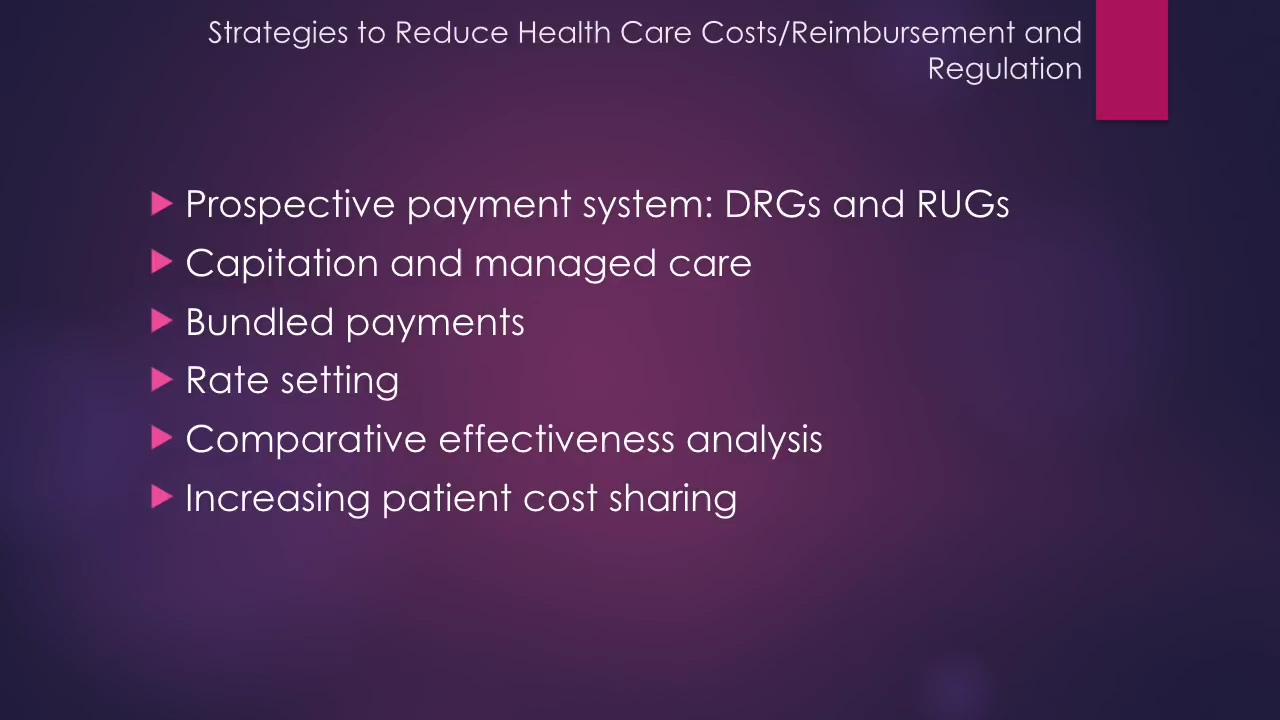 Strategies to Reduce Health Care Costs/Reimbursement and
Regulation
Prospective payment system: DRGs and RUGs
Capitation and managed care
Bundled payments
Rate setting
Comparative effectiveness analysis
Increasing patient cost sharing